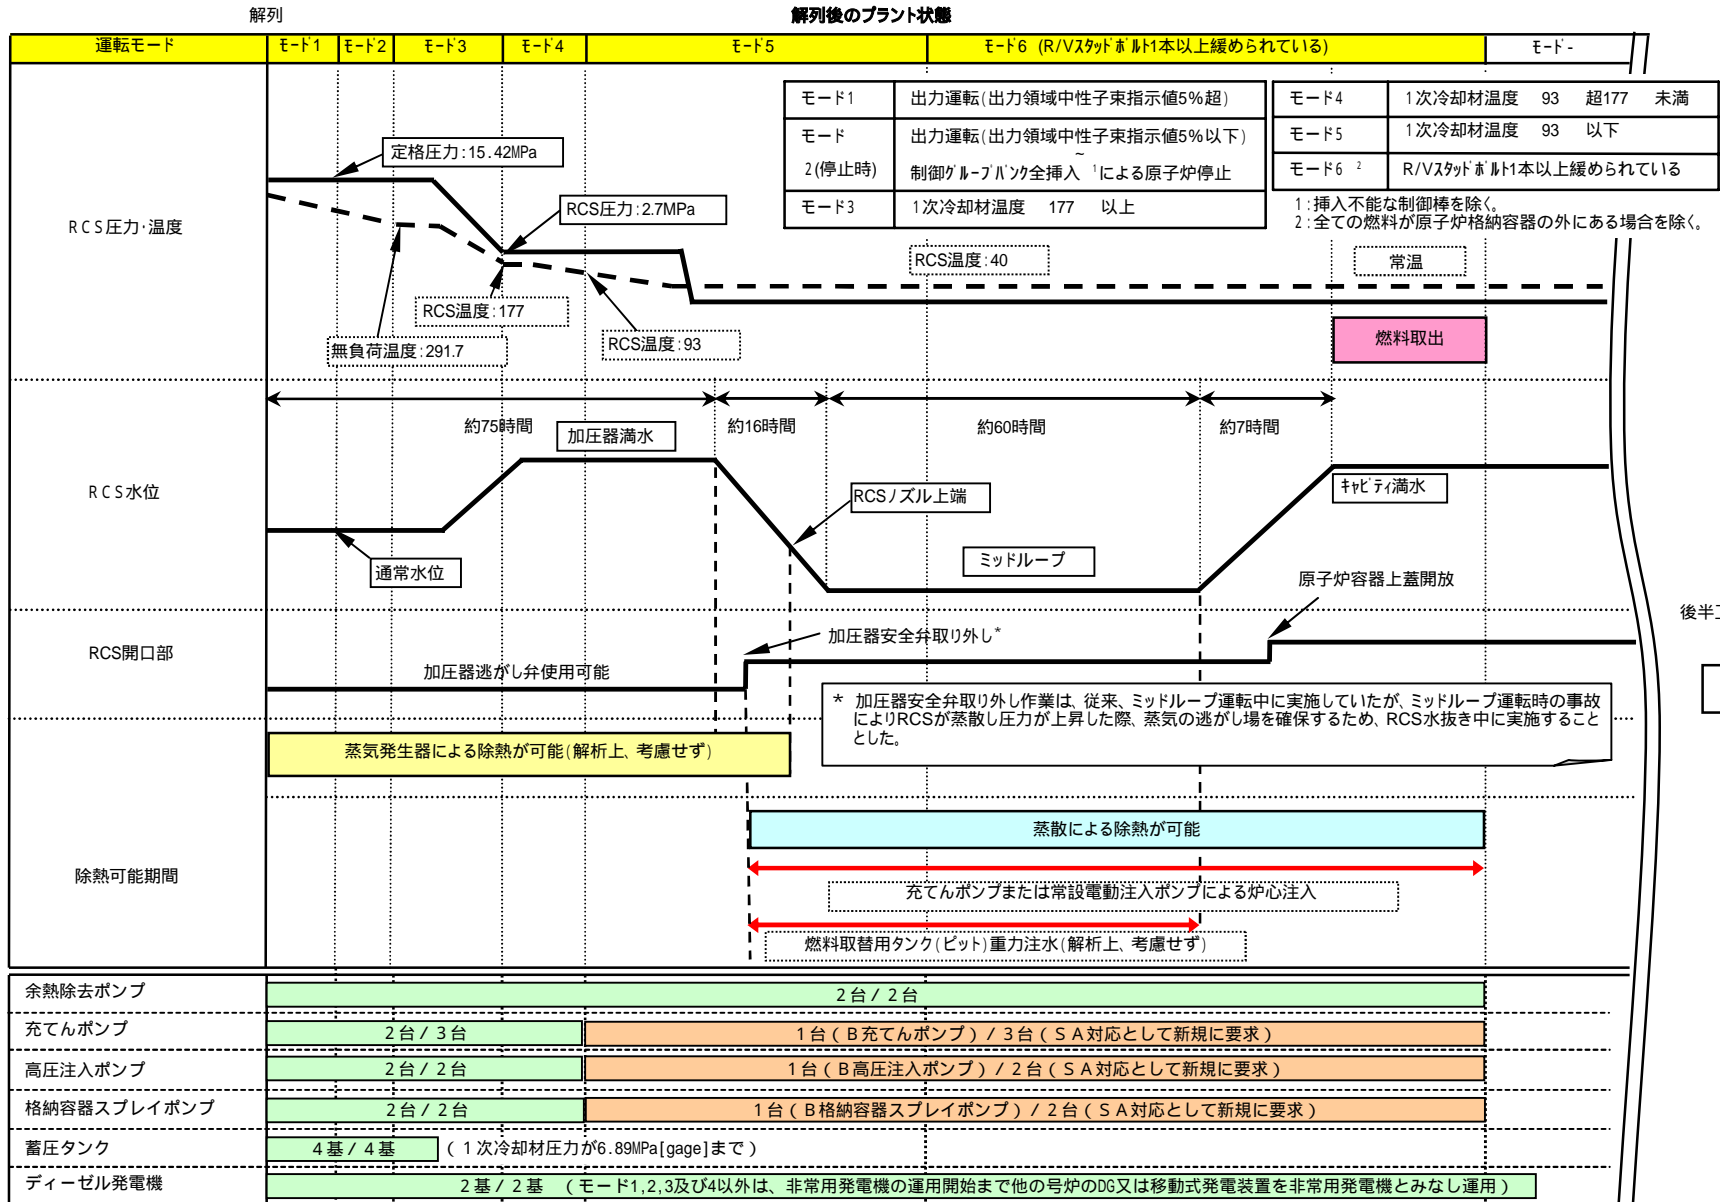 解列
解列後のプラント状態
運転モード
モード1
モード2
モード3
モード4
モード5
モード6 (R/Vスタッドボルト1本以上緩められている)
モード-
モード1
出力運転(出力領域中性子束指示値5%超)
モード
2(停止時)
出力運転(出力領域中性子束指示値5%以下)
~
制御グループバンク全挿入 1による原子炉停止
モード3
1次冷却材温度 177 以上
モード4
1次冷却材温度 93 超177 未満
モード5
1次冷却材温度 93 以下
モード6 2
R/Vスタッドボルト1本以上緩められている
1:挿入不能な制御棒を除く。
2:全ての燃料が原子炉格納容器の外にある場合を除く。
RCS圧力・温度
定格圧力:15.42MPa
RCS圧力:2.7MPa
RCS温度:177
無負荷温度:291.7
RCS温度:93
RCS温度:40
常温
燃料取出
RCS水位
約75時間
約16時間
約60時間
約7時間
加圧器満水
RCSノズル上端
キャビティ満水
通常水位
ミッドループ
RCS開口部
原子炉容器上蓋開放
加圧器安全弁取り外し*
加圧器逃がし弁使用可能
* 加圧器安全弁取り外し作業は、従来、ミッドループ運転中に実施していたが、ミッドループ運転時の事故
によりRCSが蒸散し圧力が上昇した際、蒸気の逃がし場を確保するため、RCS水抜き中に実施すること
とした。
後半
除熱可能期間
蒸気発生器による除熱が可能(解析上、考慮せず)
蒸散による除熱が可能
充てんポンプまたは常設電動注入ポンプによる炉心注入
燃料取替用タンク(ピット)重力注水(解析上、考慮せず)
余熱除去ポンプ
2台/2台
充てんポンプ
2台/3台
1台(B充てんポンプ)/3台(SA対応として新規に要求)
高圧注入ポンプ
2台/2台
1台(B高圧注入ポンプ)/2台(SA対応として新規に要求)
格納容器スプレイポンプ
2台/2台
1台(B格納容器スプレイポンプ)/2台(SA対応として新規に要求)
蓄圧タンク
4基/4基
(1次冷却材圧力が6.89MPa[gage]まで)
ディーゼル発電機
2基/2基 (モード1,2,3及び4以外は、非常用発電機の運用開始まで他の号炉のDG又は移動式発電装置を非常用発電機とみなし運用)